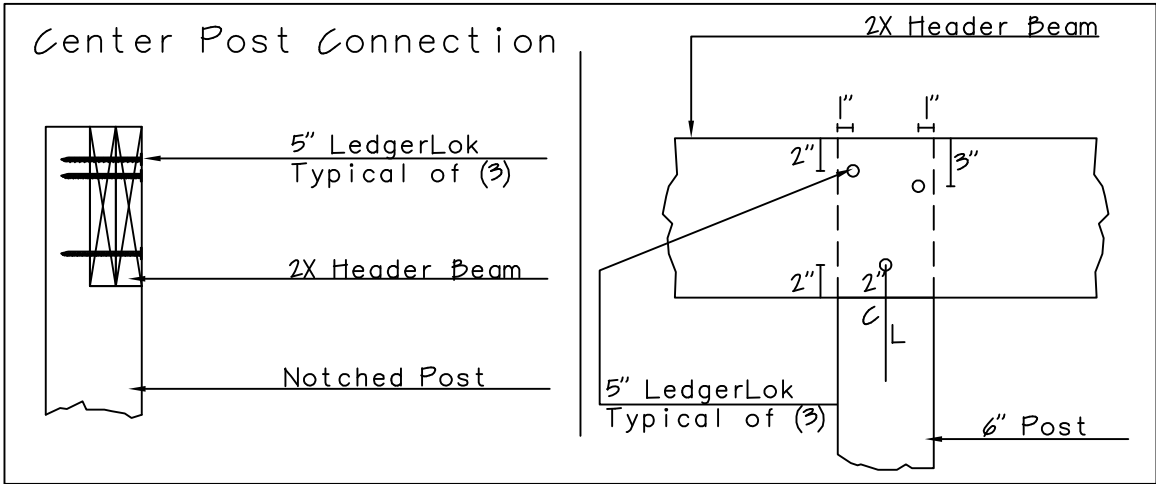 Center Post Connection
5" LedgerLok
Typical of (3)
2X Header Beam
Notched Post
2X Header Beam
1" 1"
2" 3"
2" 2"
C
L
5" LedgerLok
Typical of (3)
6" Post